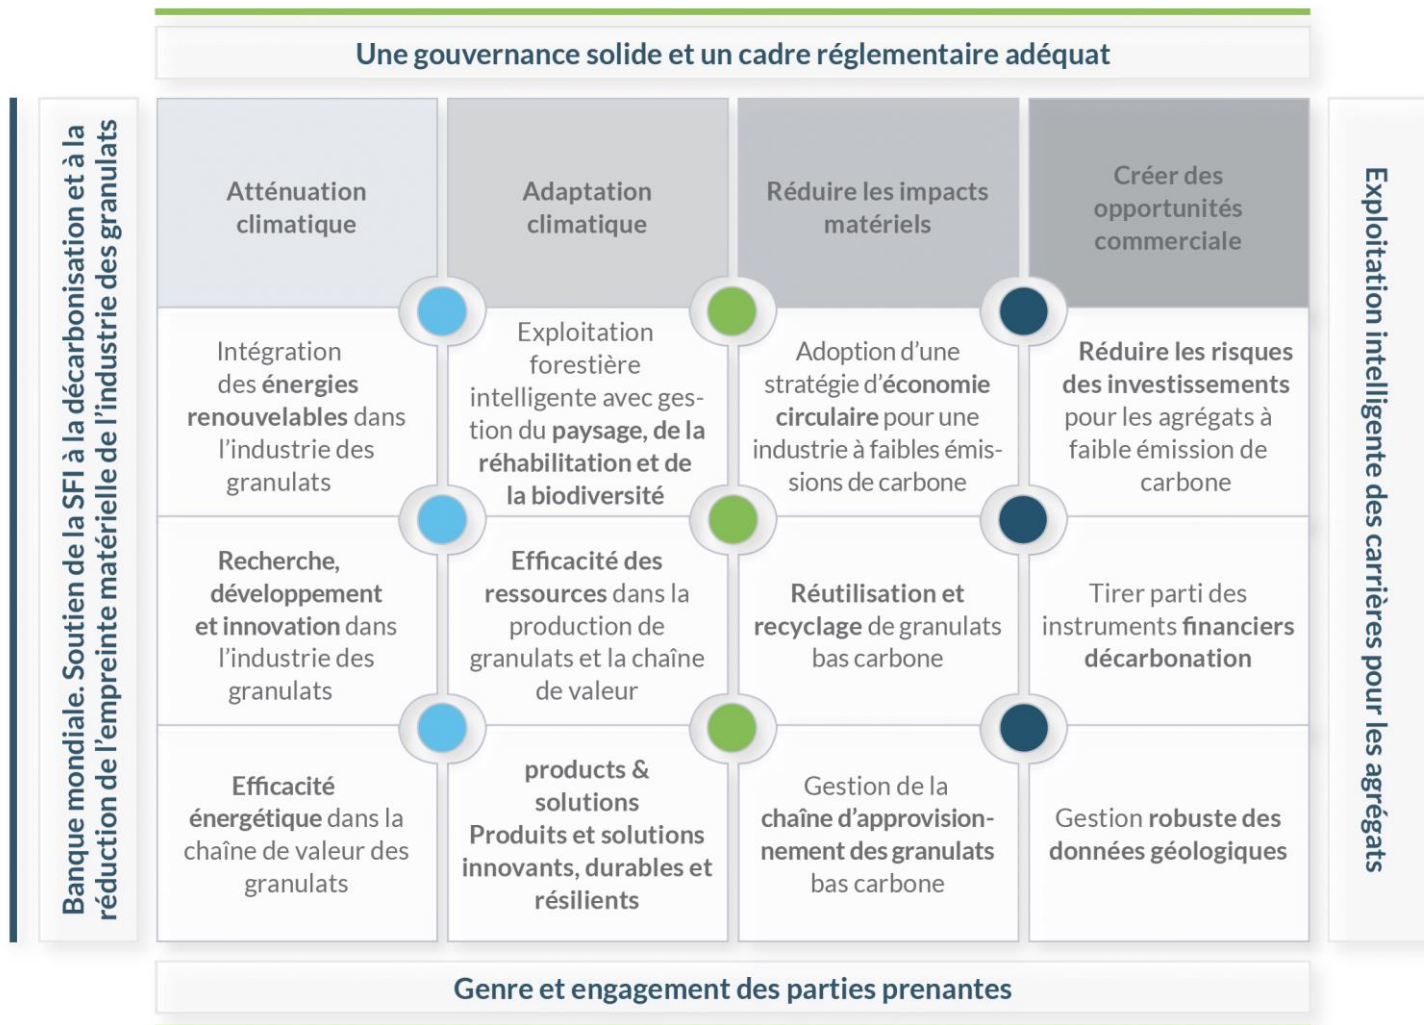 Une gouvernance solide et un cadre réglementaire adéquat
Banque mondiale. Soutien de la SFI à la décarbonisation et à la
réduction de l'empreinte matérielle de l'industrie des granulats
Atténuation
climatique
Adaptation
climatique
Réduire les impacts
matériels
Créer des
opportunités
commerciale
Intégration
des énergies
renouvelables dans
l'industrie des
granulats
Exploitation
forestière
intelligente avec ges-
tion du paysage, de la
réhabilitation et de
la biodiversité
Adoption d'une
stratégie d'économie
circulaire pour une
industrie à faibles émis-
sions de carbone
Réduire les risques
des investissements
pour les agrégats à
faible émission de
carbone
Recherche,
développement
et innovation dans
l'industrie des
granulats
Efficacité des
ressources dans la
production de
granulats et la chaîne
de valeur
Réutilisation et
recyclage de granulats
bas carbone
Tirer parti des
instruments financiers
décarbonation
Efficacité
énergétique dans la
chaîne de valeur des
granulats
products &
solutions
Produits et solutions
innovants, durables et
résilients
Gestion de la
chaîne d'approvision-
nement des granulats
bas carbone
Gestion robuste des
données géologiques
Exploitation intelligente des carrières pour les agrégats
Genre et engagement des parties prenantes